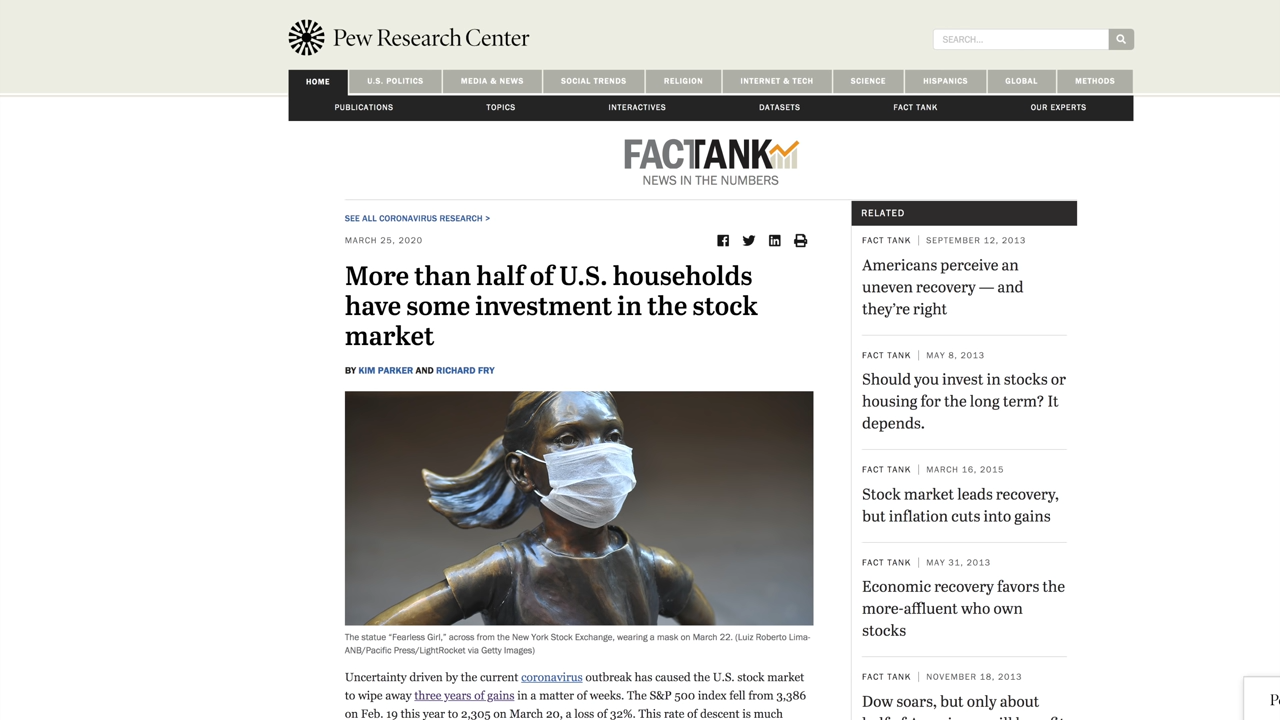 Pew Research Center
SEARCH...
HOME
U.S. POLITICS
MEDIA & NEWS
SOCIAL TRENDS
RELIGION
INTERNET & TECH
SCIENCE
HISPANICS
GLOBAL
METHODS
PUBLICATIONS
TOPICS
INTERACTIVES
DATASETS
FACT TANK
OUR EXPERTS
FACTANK
NEWS IN THE NUMBERS
SEE ALL CORONAVIRUS RESEARCH >
MARCH 25, 2020
More than half of U.S. households
have some investment in the stock
market
BY KIM PARKER AND RICHARD FRY
The statue “Fearless Girl,” across from the New York Stock Exchange, wearing a mask on March 22. (Luiz Roberto Lima-
ANB/Pacific Press/LightRocket via Getty Images)
Uncertainty driven by the current coronavirus outbreak has caused the U.S. stock market
to wipe away three years of gains in a matter of weeks. The S&P 500 index fell from 3,386
on Feb. 19 this year to 2,305 on March 20, a loss of 32%. This rate of descent is much
RELATED
FACT TANK | SEPTEMBER 12, 2013
Americans perceive an
uneven recovery — and
they’re right
FACT TANK | MAY 8, 2013
Should you invest in stocks or
housing for the long term? It
depends.
FACT TANK | MARCH 16, 2015
Stock market leads recovery,
but inflation cuts into gains
FACT TANK | MAY 31, 2013
Economic recovery favors the
more-affluent who own
stocks
FACT TANK | NOVEMBER 18, 2013
Dow soars, but only about